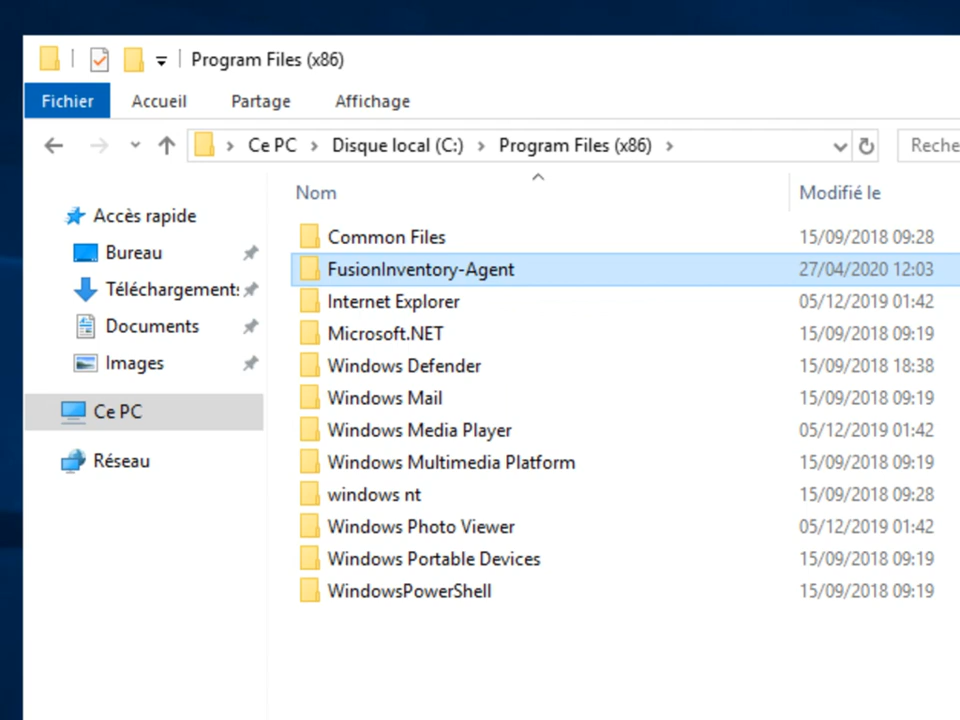 Program Files (x86)
Fichier Accueil Partage Affichage
Ce PC Disque local (C:) Program Files (x86) Reche
Nom Modifié le
Accès rapide
Bureau
Téléchargements
Documents
Images
Ce PC
Réseau
Common Files 15/09/2018 09:28
FusionInventory-Agent 27/04/2020 12:03
Internet Explorer 05/12/2019 01:42
Microsoft.NET 15/09/2018 09:19
Windows Defender 15/09/2018 18:38
Windows Mail 15/09/2018 09:19
Windows Media Player 05/12/2019 01:42
Windows Multimedia Platform 15/09/2018 09:19
windows nt 15/09/2018 09:28
Windows Photo Viewer 05/12/2019 01:42
Windows Portable Devices 15/09/2018 09:19
WindowsPowerShell 15/09/2018 09:19